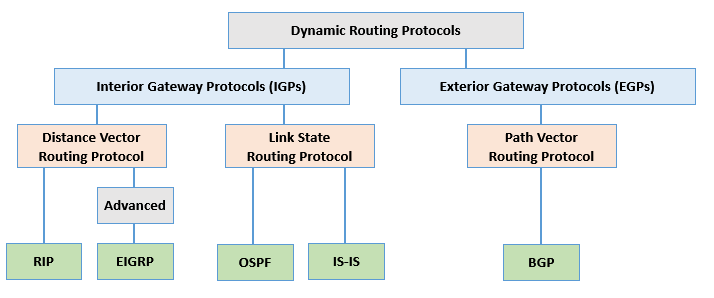 Dynamic Routing Protocols
Interior Gateway Protocols (IGPs)
Exterior Gateway Protocols (EGPs)
Distance Vector
Routing Protocol
Link State
Routing Protocol
Path Vector
Routing Protocol
Advanced
RIP
EIGRP
OSPF
IS-IS
BGP